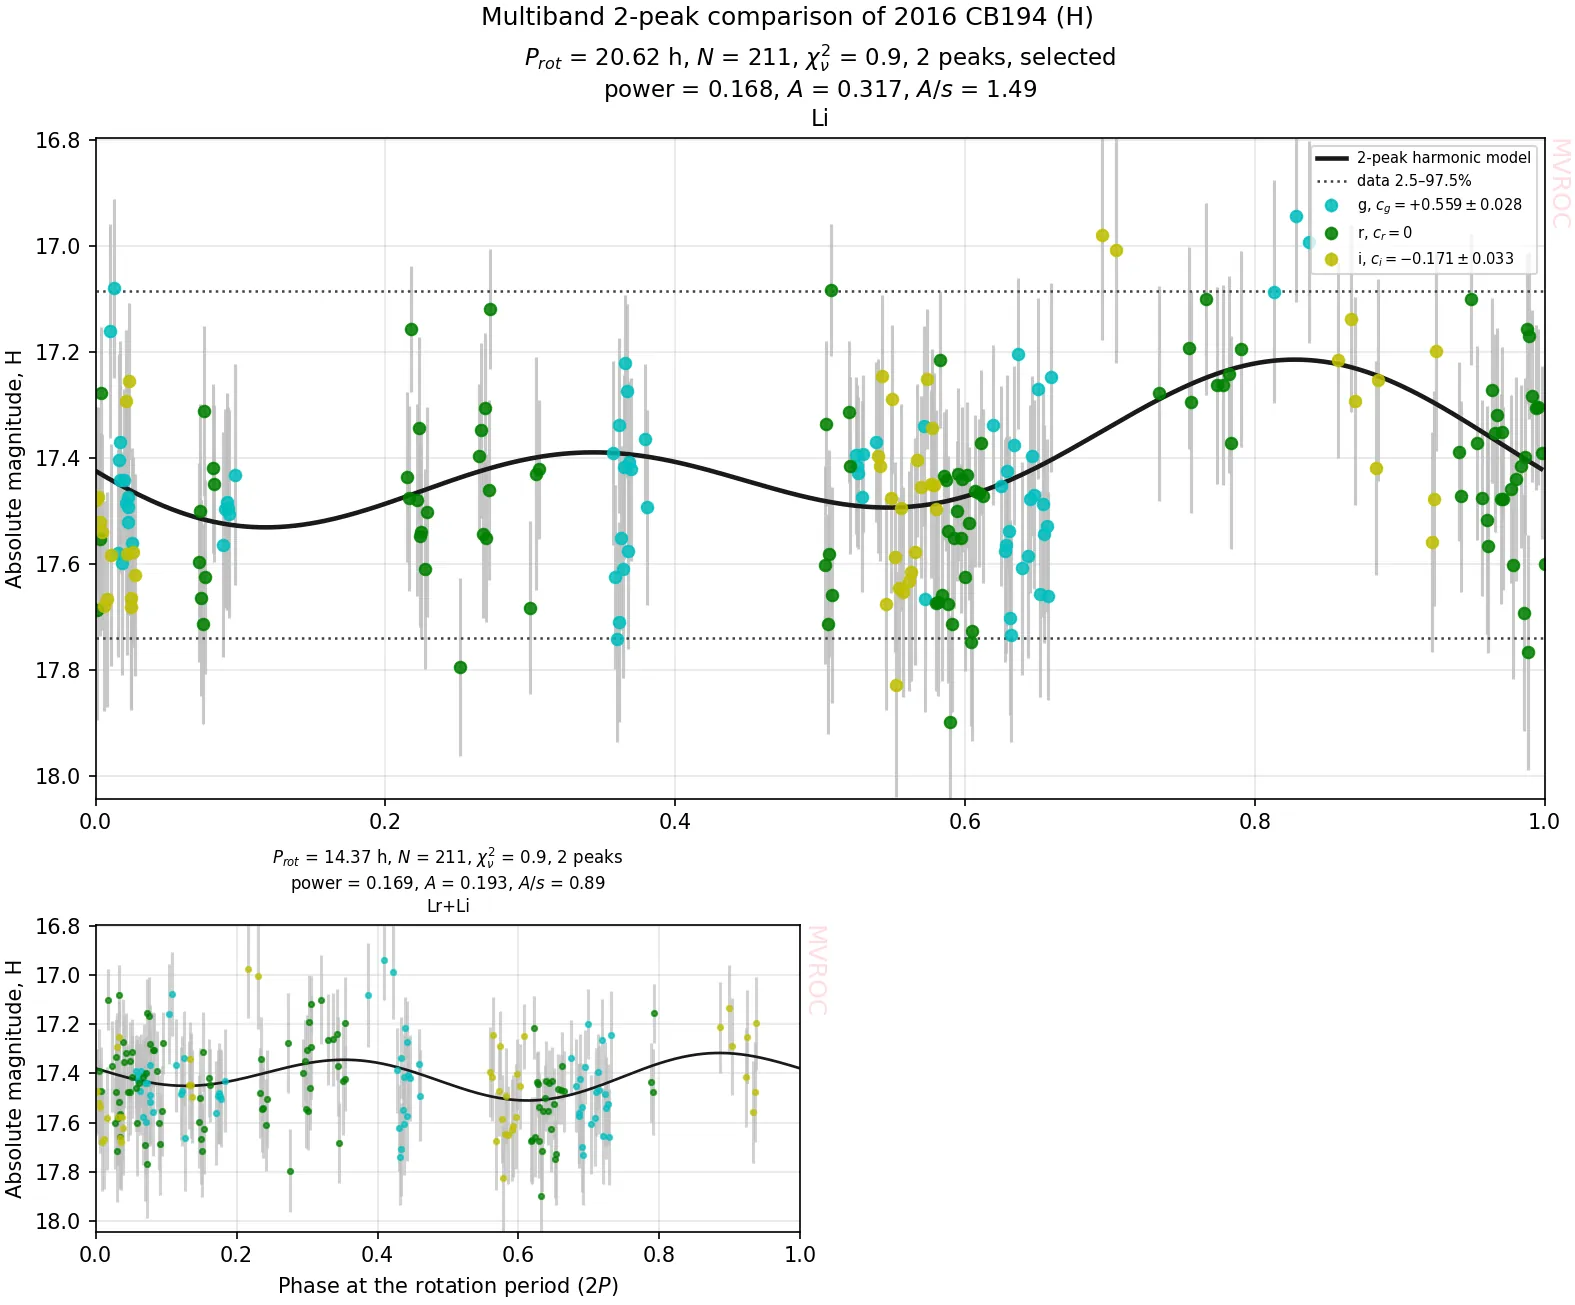 Multiband 2-peak comparison of 2016 CB194 (H)
P_rot = 20.62 h, N = 211, χ²_ν = 0.9, 2 peaks, selected
power = 0.168, A = 0.317, A/s = 1.49
Li
16.8
17.0
17.2
17.4
17.6
17.8
18.0
Absolute magnitude, H
2-peak harmonic model
data 2.5–97.5%
g, c_g = +0.559 ± 0.028
r, c_r = 0
i, c_i = −0.171 ± 0.033
MVROC
0.0 0.2 0.4 0.6 0.8 1.0
P_rot = 14.37 h, N = 211, χ²_ν = 0.9, 2 peaks
power = 0.169, A = 0.193, A/s = 0.89
Lr+Li
16.8
17.0
17.2
17.4
17.6
17.8
18.0
Absolute magnitude, H
MVROC
0.0 0.2 0.4 0.6 0.8 1.0
Phase at the rotation period (2P)